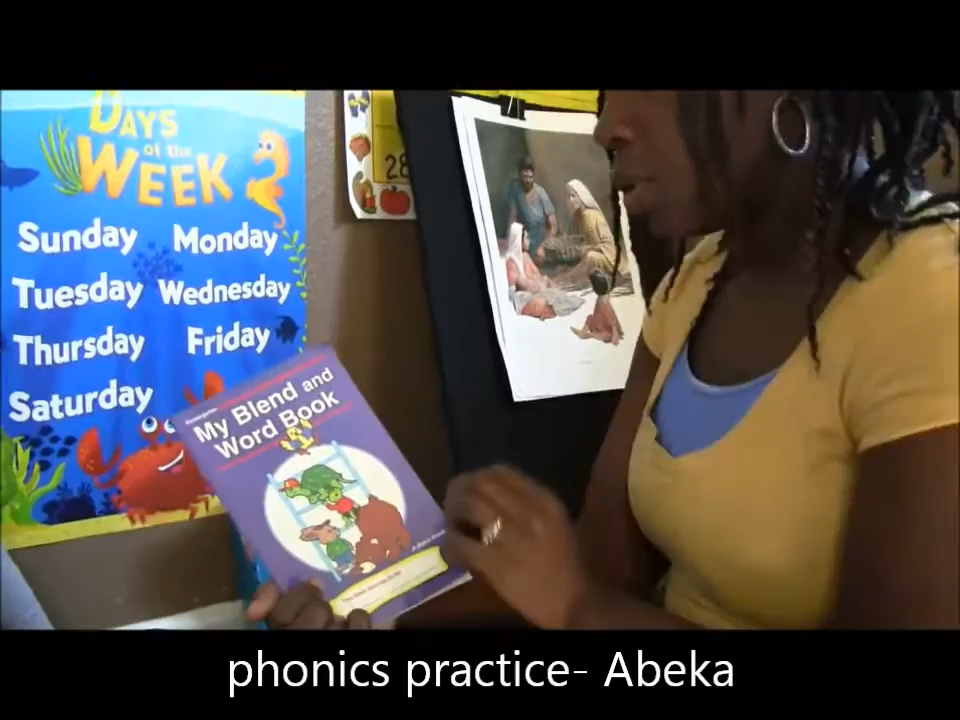 DAYS
of the
WEEK
Sunday Monday
Tuesday Wednesday
Thursday Friday
Saturday
28
Kindergarten
My Blend and
Word Book
phonics practice- Abeka